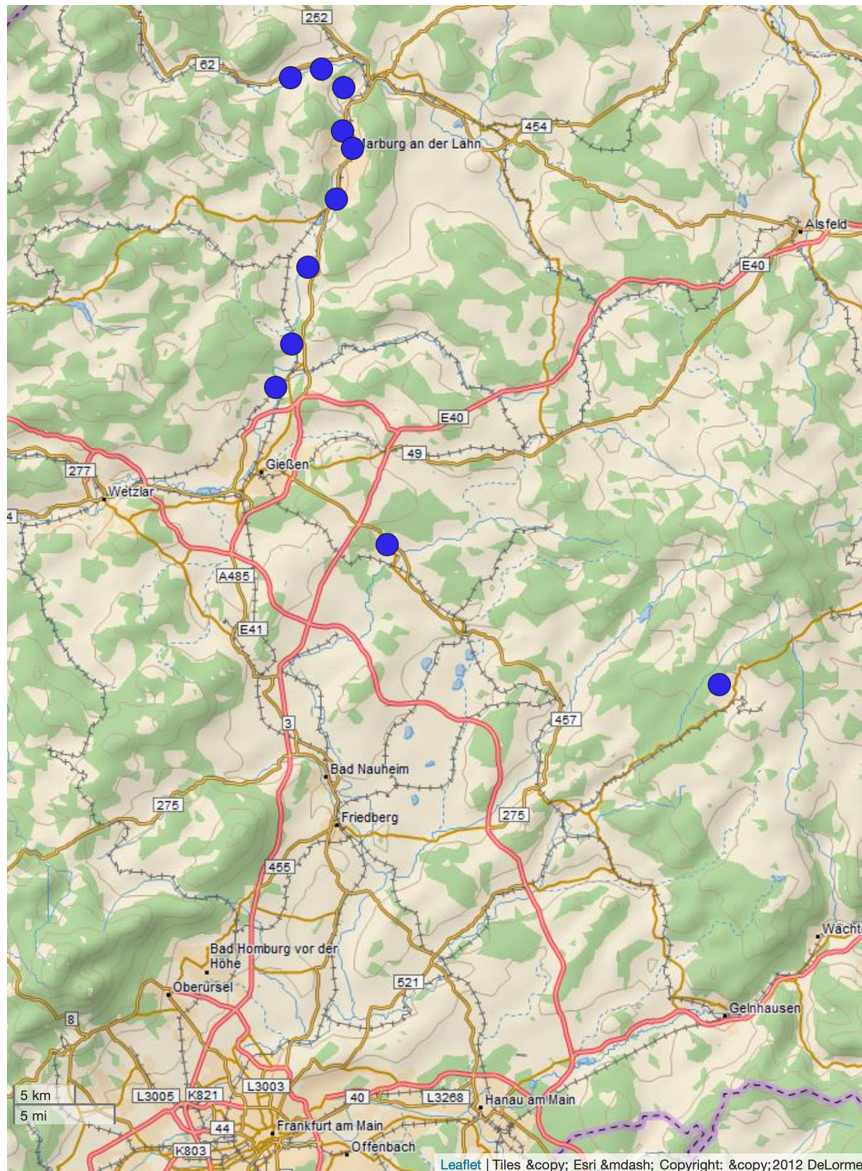 252
62
Marburg an der Lahn
454
Alsfeld
E40
E40
49
Gießen
277
Wetzlar
4
A485
E41
457
3
Bad Nauheim
275
275
Friedberg
455
Wächt
Bad Homburg vor der
Höhe
521
Oberursel
Gelnhausen
8
5 km
5 mi
L3005
K821
L3003
40
L3268
Hanau am Main
44
Frankfurt am Main
K803
Offenbach
Leaflet | Tiles &copy; Esri &mdash; Copyright: &copy;2012 DeLorme